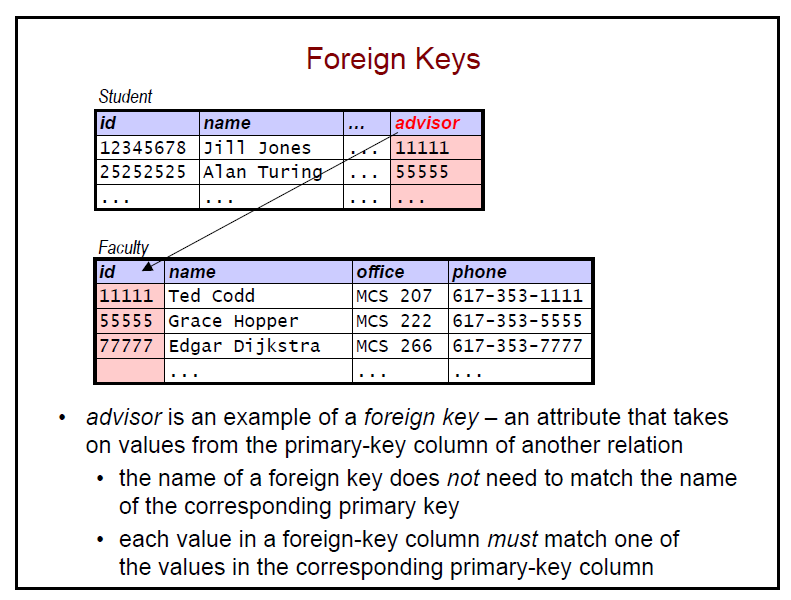 Foreign Keys
Student
id name ... advisor
12345678 Jill Jones ... 11111
25252525 Alan Turing ... 55555
... ... ... ...
Faculty
id name office phone
11111 Ted Codd MCS 207 617-353-1111
55555 Grace Hopper MCS 222 617-353-5555
77777 Edgar Dijkstra MCS 266 617-353-7777
... ... ...
• advisor is an example of a foreign key – an attribute that takes
on values from the primary-key column of another relation
• the name of a foreign key does not need to match the name
of the corresponding primary key
• each value in a foreign-key column must match one of
the values in the corresponding primary-key column